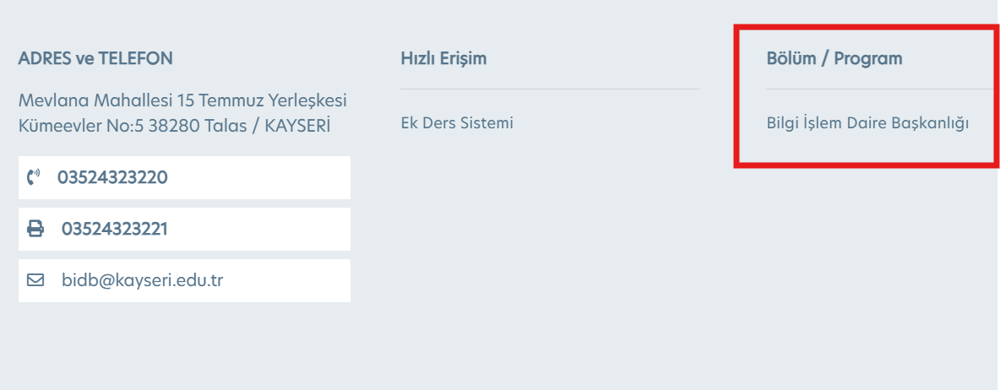 ADRES ve TELEFON
Mevlana Mahallesi 15 Temmuz Yerleşkesi
Kümeevler No:5 38280 Talas / KAYSERİ
03524323220
03524323221
bidb@kayseri.edu.tr
Hızlı Erişim
Ek Ders Sistemi
Bölüm / Program
Bilgi İşlem Daire Başkanlığı